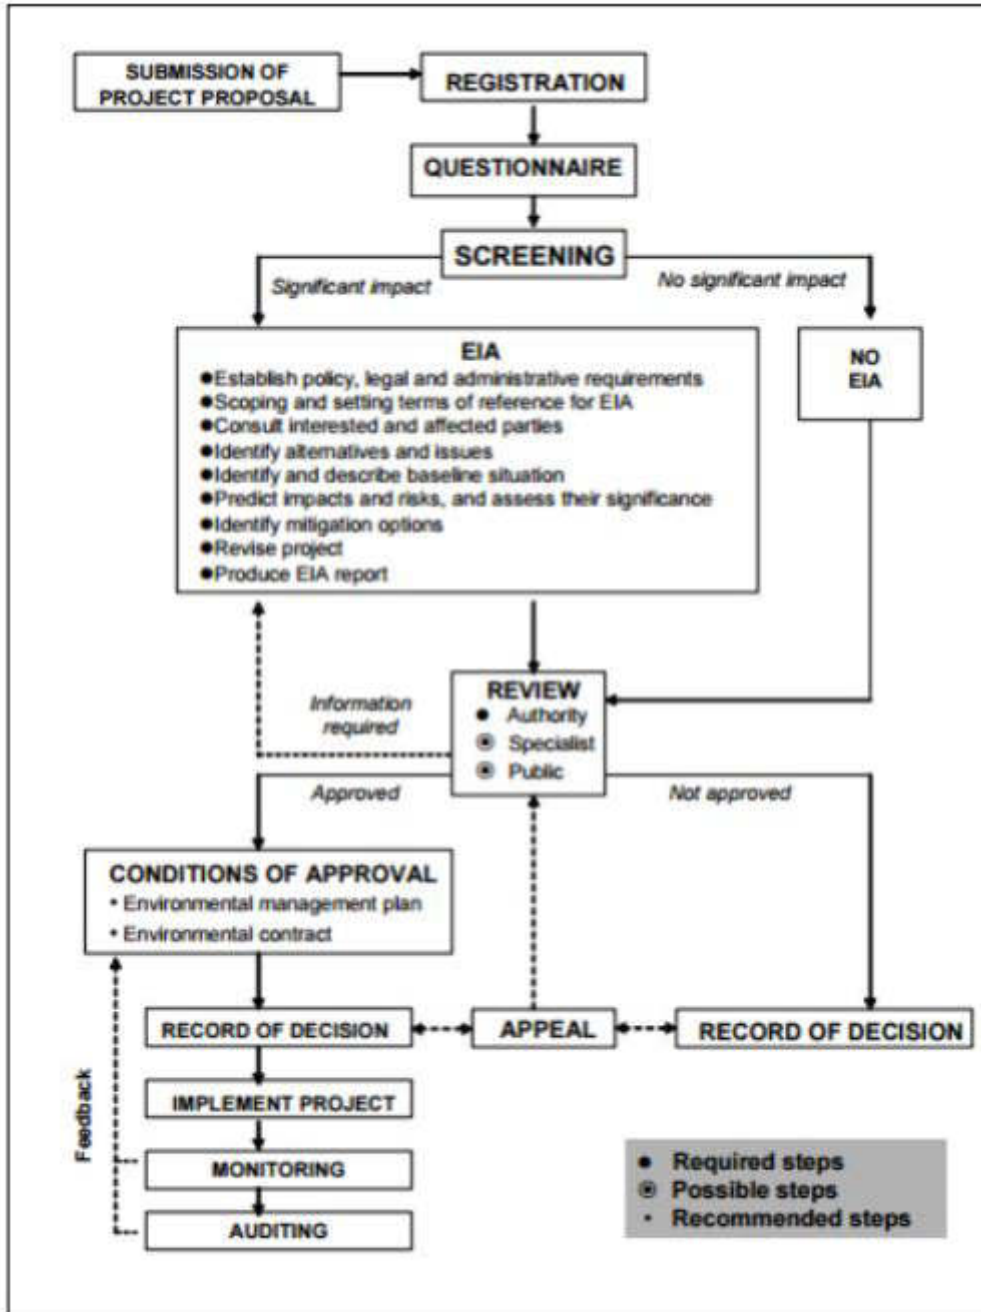 SUBMISSION OF
PROJECT PROPOSAL
REGISTRATION
QUESTIONNAIRE
SCREENING
Significant impact
No significant impact
EIA
●Establish policy, legal and administrative requirements
●Scoping and setting terms of reference for EIA
●Consult interested and affected parties
●Identify alternatives and issues
●Identify and describe baseline situation
●Predict impacts and risks, and assess their significance
●Identify mitigation options
●Revise project
●Produce EIA report
NO
EIA
REVIEW
● Authority
◉ Specialist
◉ Public
Information
required
Approved
Not approved
CONDITIONS OF APPROVAL
• Environmental management plan
• Environmental contract
RECORD OF DECISION
APPEAL
RECORD OF DECISION
IMPLEMENT PROJECT
MONITORING
AUDITING
Feedback
● Required steps
◉ Possible steps
• Recommended steps